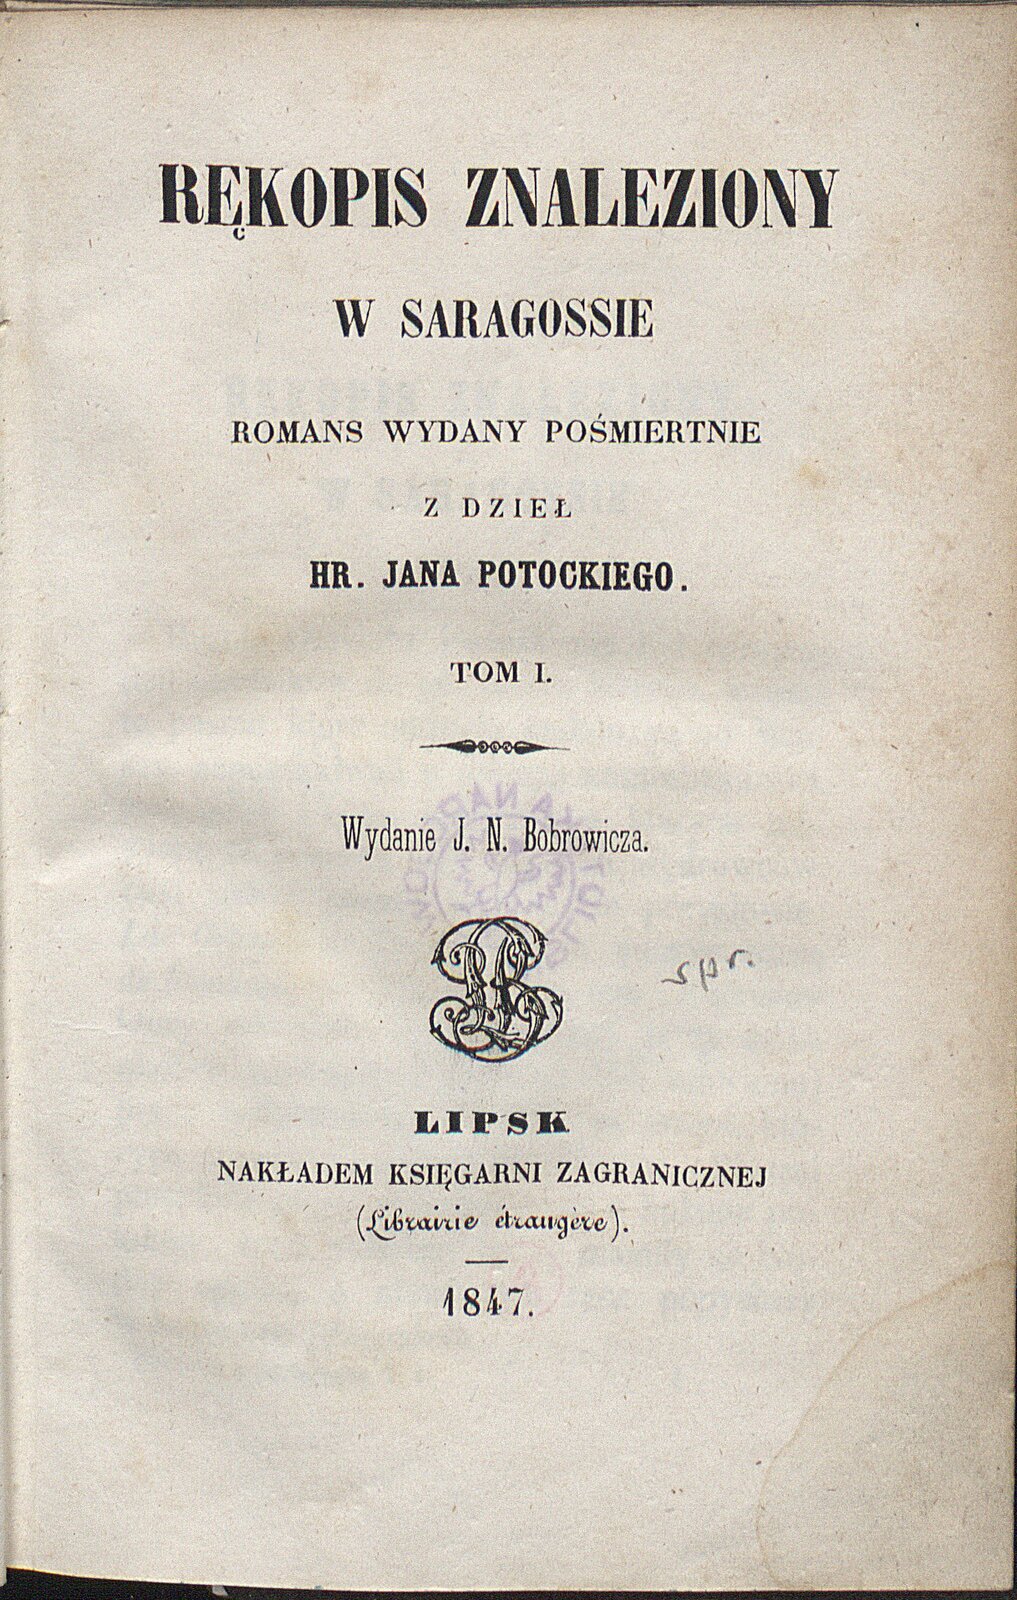 RĘKOPIS ZNALEZIONY
W SARAGOSSIE
ROMANS WYDANY POŚMIERTNIE
Z DZIEŁ
HR. JANA POTOCKIEGO.
TOM I.
Wydanie J. N. Bobrowicza.
spr.
LIPSK
NAKŁADEM KSIĘGARNI ZAGRANICZNEJ
(Librairie étrangère).
1847.